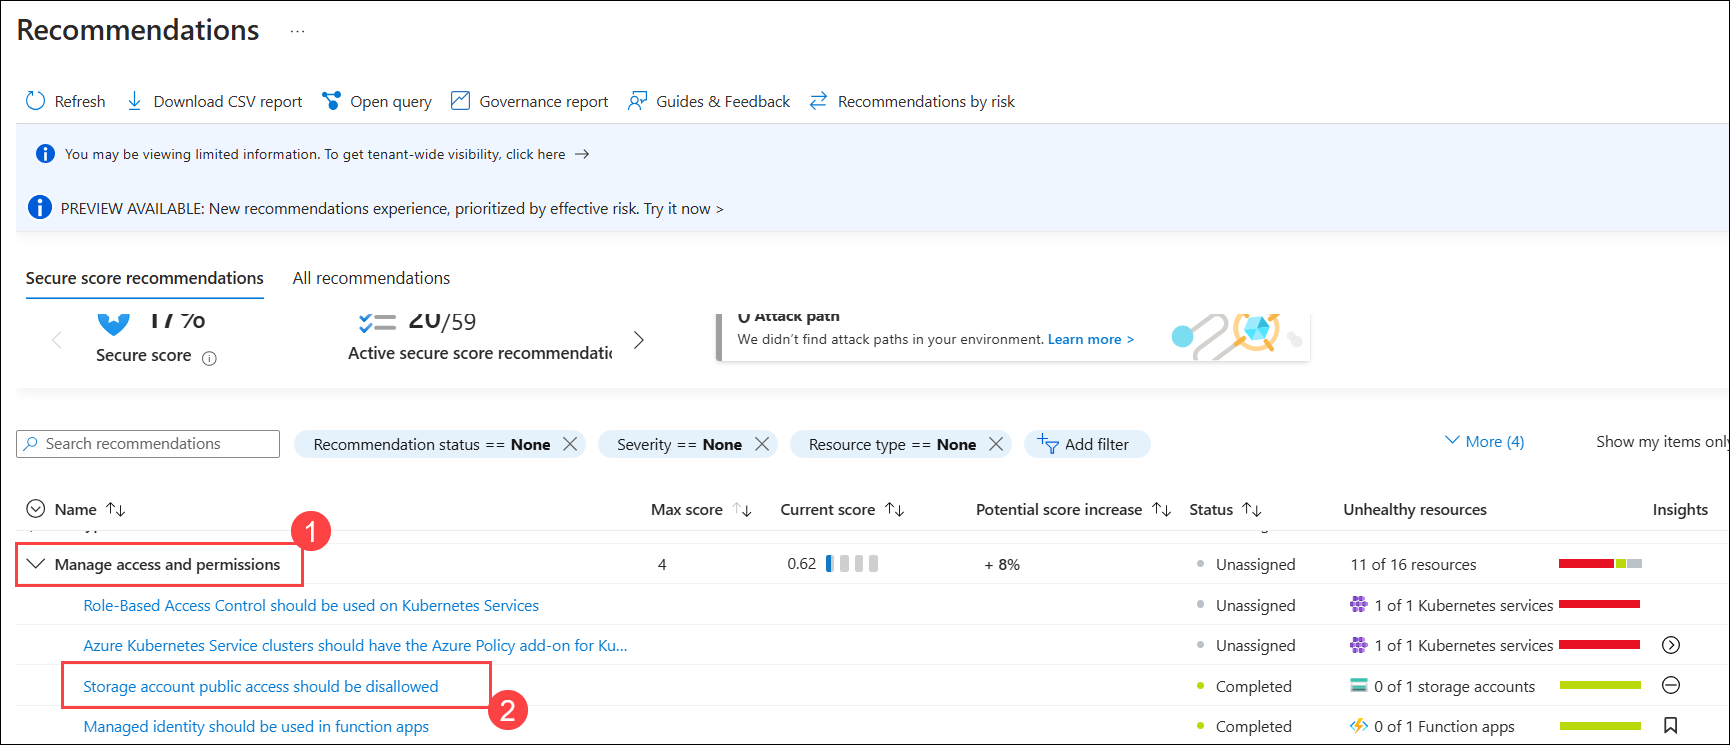 Recommendations ...
Refresh Download CSV report Open query Governance report Guides & Feedback Recommendations by risk
You may be viewing limited information. To get tenant-wide visibility, click here →
PREVIEW AVAILABLE: New recommendations experience, prioritized by effective risk. Try it now >
Secure score recommendations All recommendations
17% 20/59 0 Attack path
We didn't find attack paths in your environment. Learn more >
Secure score Active secure score recommendatic
Search recommendations Recommendation status == None Severity == None Resource type == None Add filter More (4) Show my items only
Name Max score Current score Potential score increase Status Unhealthy resources Insights
1
Manage access and permissions 4 0.62 + 8% Unassigned 11 of 16 resources
Role-Based Access Control should be used on Kubernetes Services Unassigned 1 of 1 Kubernetes services
Azure Kubernetes Service clusters should have the Azure Policy add-on for Ku... Unassigned 1 of 1 Kubernetes services
Storage account public access should be disallowed Completed 0 of 1 storage accounts
2
Managed identity should be used in function apps Completed 0 of 1 Function apps